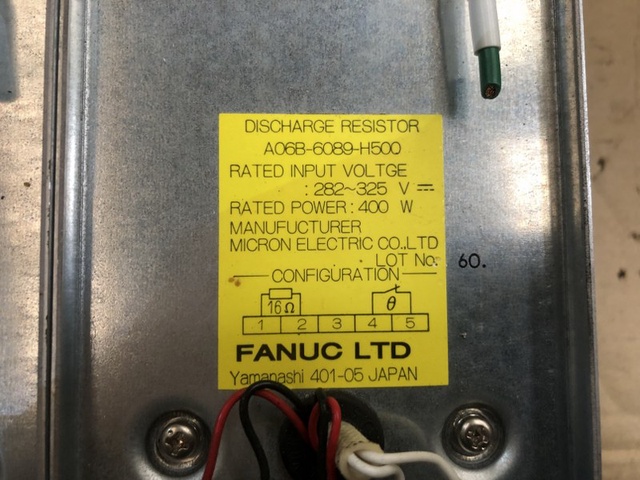 DISCHARGE RESISTOR
A06B-6089-H500
RATED INPUT VOLTGE
: 282~325 V ⎓
RATED POWER: 400 W
MANUFUCTURER
MICRON ELECTRIC CO.,LTD
LOT No. 60.
CONFIGURATION
16Ω θ
1 2 3 4 5
FANUC LTD
Yamanashi 401-05 JAPAN